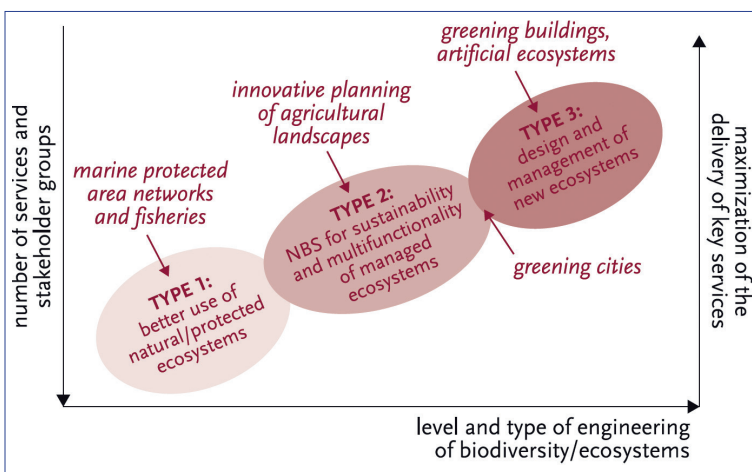 greening buildings,
artificial ecosystems
innovative planning
of agricultural
landscapes
marine protected
area networks
and fisheries
TYPE 3:
design and
management of
new ecosystems
TYPE 2:
NBS for sustainability
and multifunctionality
of managed
ecosystems
TYPE 1:
better use of
natural/protected
ecosystems
greening cities
number of services and
stakeholder groups
maximization of the
delivery of key services
level and type of engineering
of biodiversity/ecosystems